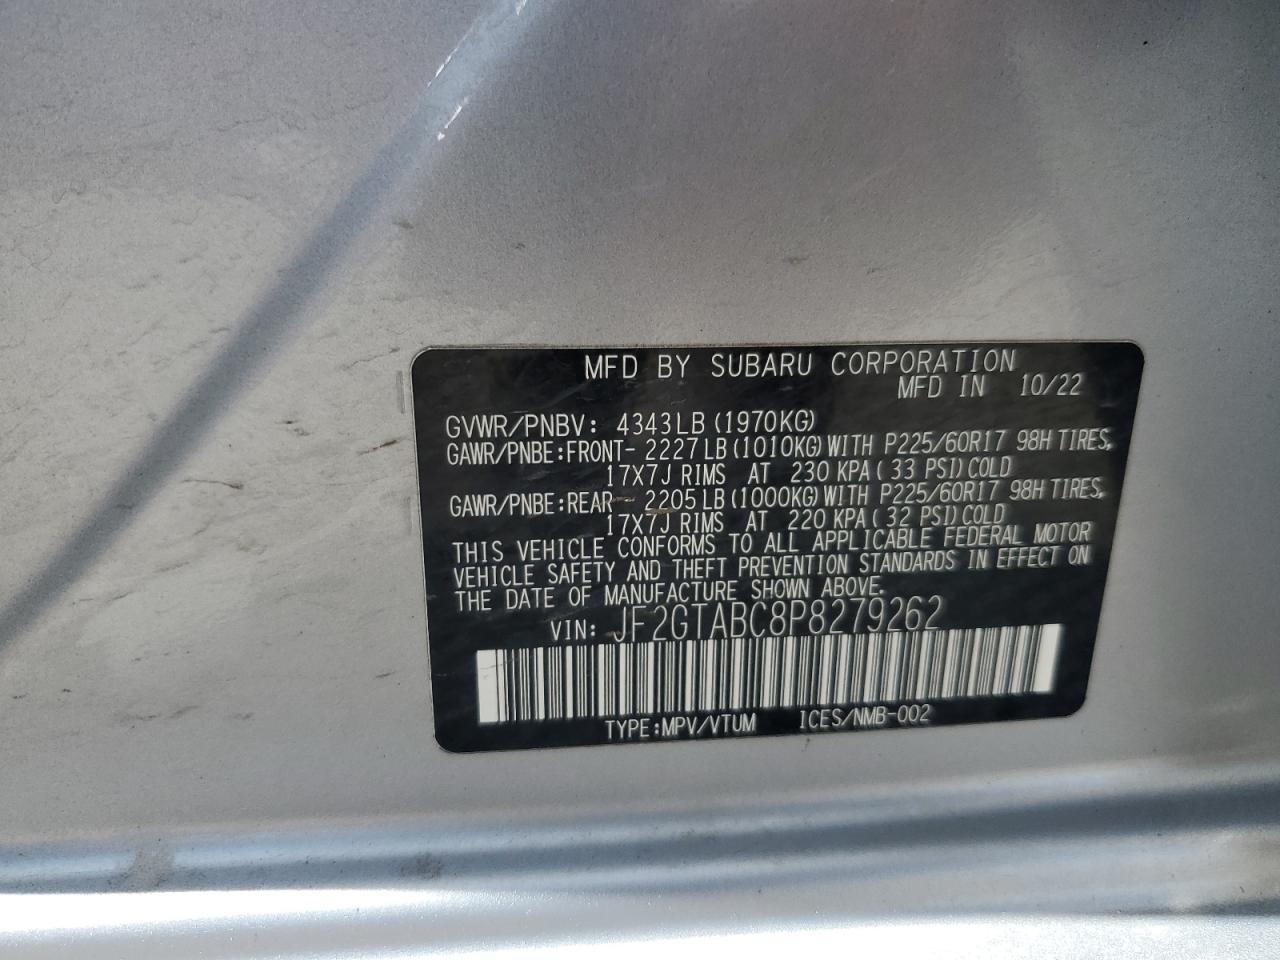 MFD BY SUBARU CORPORATION
MFD IN 10/22
GVWR/PNBV: 4343LB(1970KG)
GAWR/PNBE:FRONT- 2227LB(1010KG)WITH P225/60R17 98H TIRES,
17X7J RIMS AT 230 KPA( 33 PSI)COLD
GAWR/PNBE:REAR - 2205LB(1000KG)WITH P225/60R17 98H TIRES,
17X7J RIMS AT 220 KPA( 32 PSI)COLD
THIS VEHICLE CONFORMS TO ALL APPLICABLE FEDERAL MOTOR
VEHICLE SAFETY AND THEFT PREVENTION STANDARDS IN EFFECT ON
THE DATE OF MANUFACTURE SHOWN ABOVE.
VIN: JF2GTABC8P8279262
TYPE:MPV/VTUM ICES/NMB-002